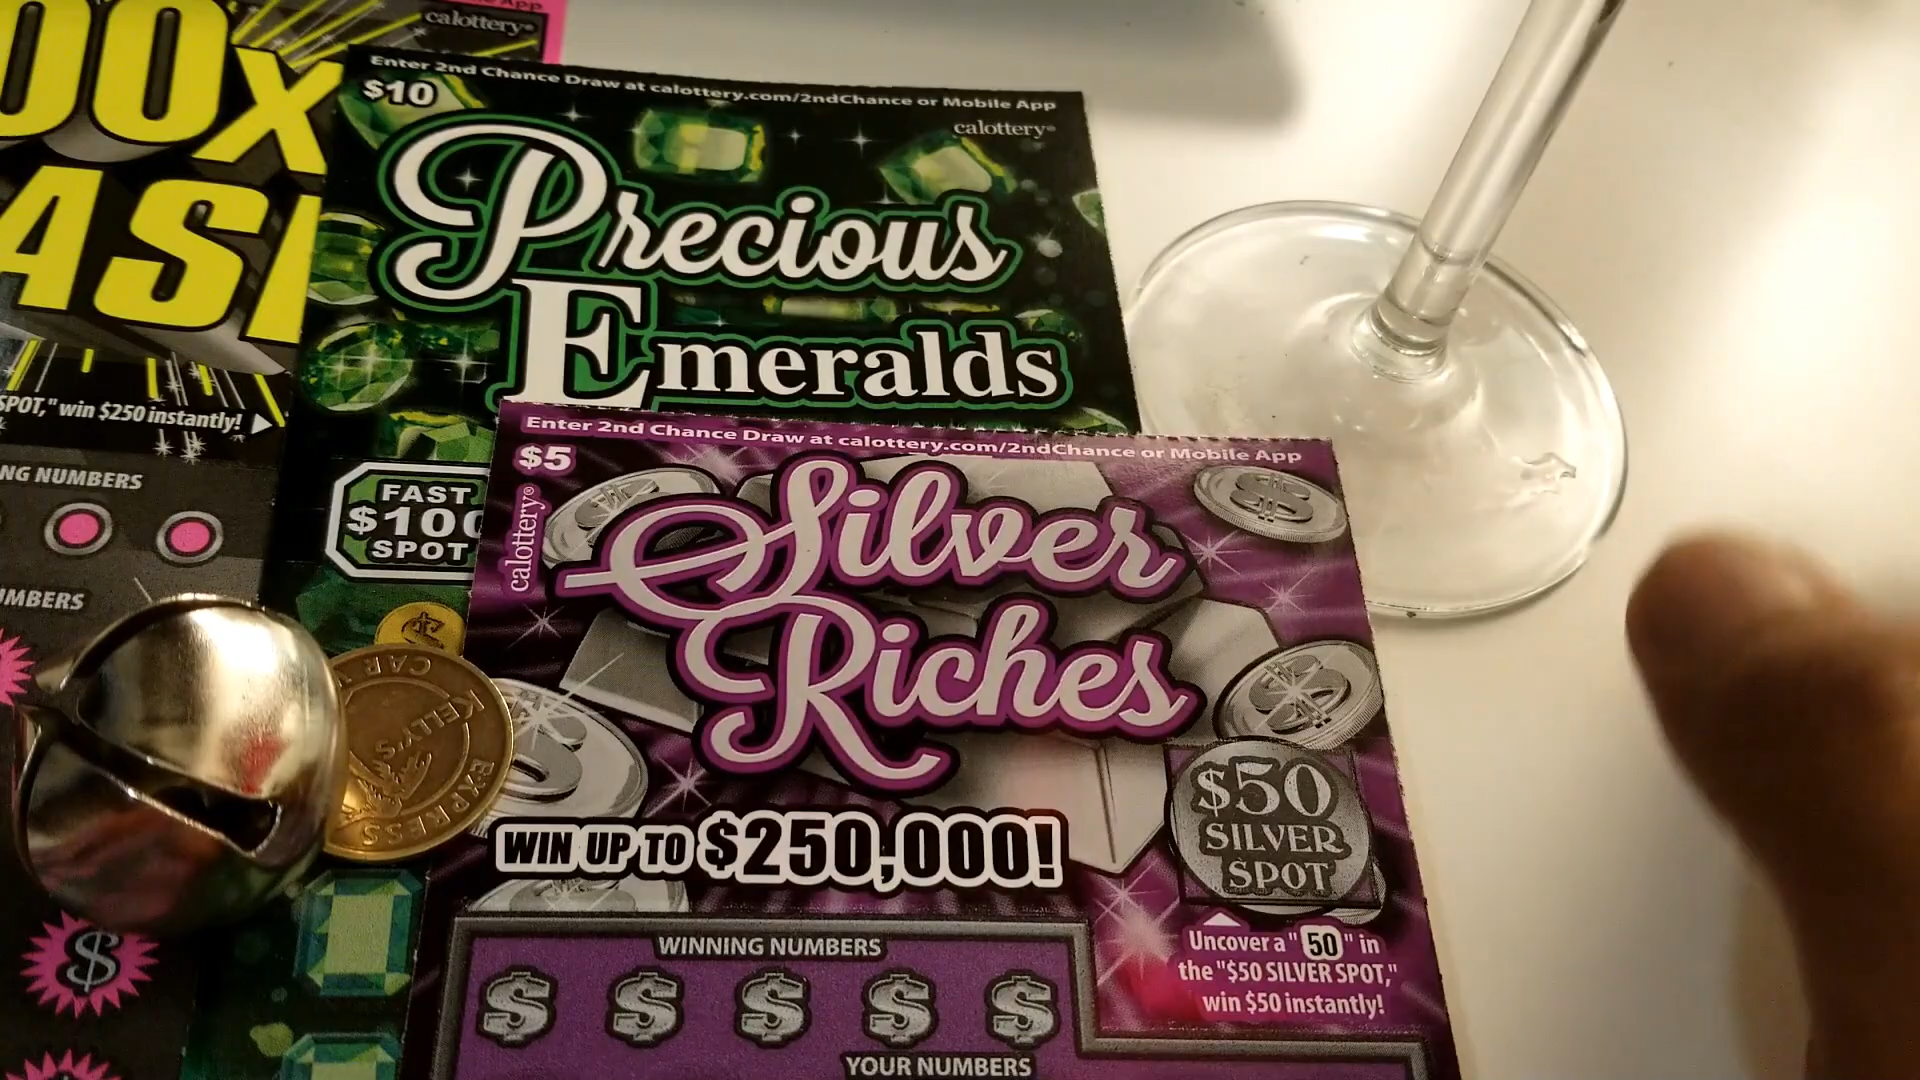 calottery
00X
ASH
SPOT," win $250 instantly!
NG NUMBERS
UMBERS
$
Enter 2nd Chance Draw at calottery.com/2ndChance or Mobile App
$10
calottery®
Precious
Emeralds
FAST
$100
SPOT
Enter 2nd Chance Draw at calottery.com/2ndChance or Mobile App
$5
calottery®
Silver
Riches
WIN UP TO $250,000!
$50
SILVER
SPOT
Uncover a "50" in
the "$50 SILVER SPOT,"
win $50 instantly!
WINNING NUMBERS
$ $ $ $ $
YOUR NUMBERS
KELLY'S
EXPRESS
CAR